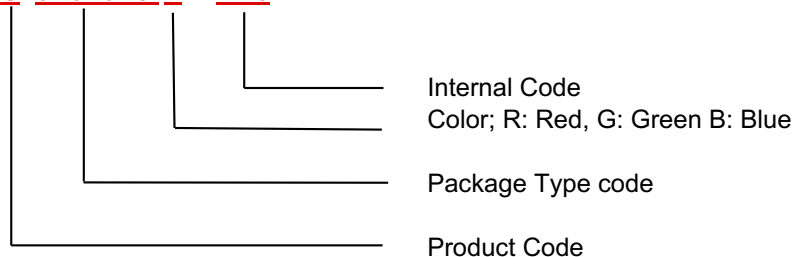 Internal Code
Color; R: Red, G: Green B: Blue
Package Type code
Product Code